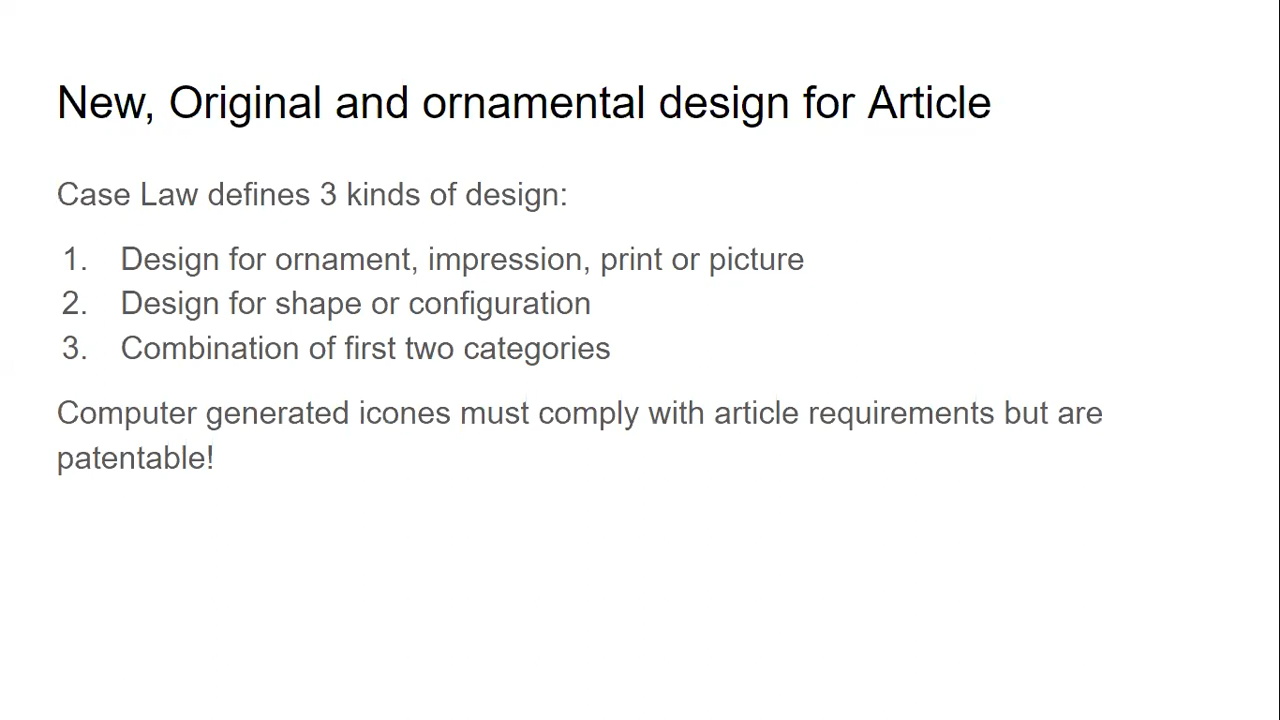 New, Original and ornamental design for Article
Case Law defines 3 kinds of design:
1. Design for ornament, impression, print or picture
2. Design for shape or configuration
3. Combination of first two categories
Computer generated icones must comply with article requirements but are
patentable!